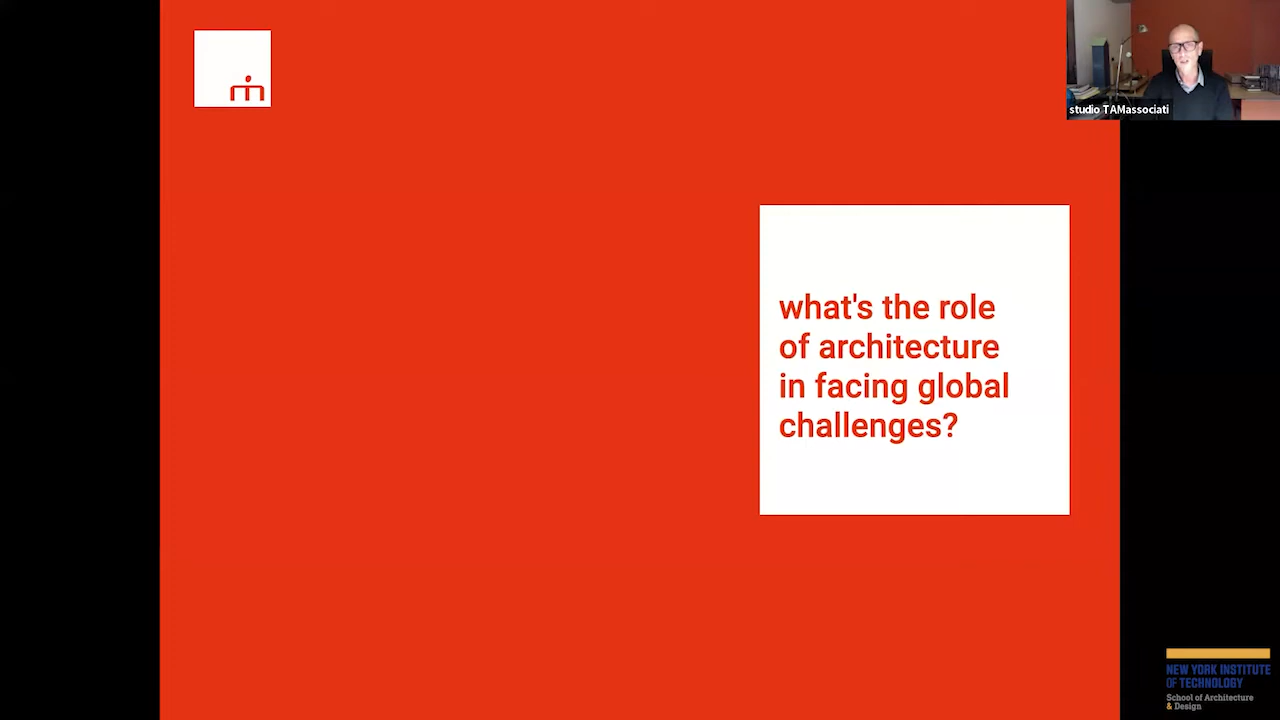 studio TAMassociati
what's the role
of architecture
in facing global
challenges?
NEW YORK INSTITUTE
OF TECHNOLOGY
School of Architecture
& Design